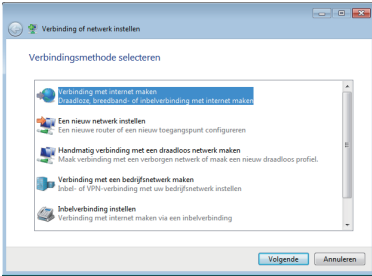 Verbinding of netwerk instellen
Verbindingsmethode selecteren
Verbinding met internet maken
Draadloze, breedband- of inbelverbinding met internet maken
Een nieuw netwerk instellen
Een nieuwe router of een nieuw toegangspunt configureren
Handmatig verbinding met een draadloos netwerk maken
Maak verbinding met een verborgen netwerk of maak een nieuw draadloos profiel.
Verbinding met een bedrijfsnetwerk maken
Inbel- of VPN-verbinding met uw bedrijfsnetwerk instellen
Inbelverbinding instellen
Verbinding met internet maken via een inbelverbinding
Volgende
Annuleren